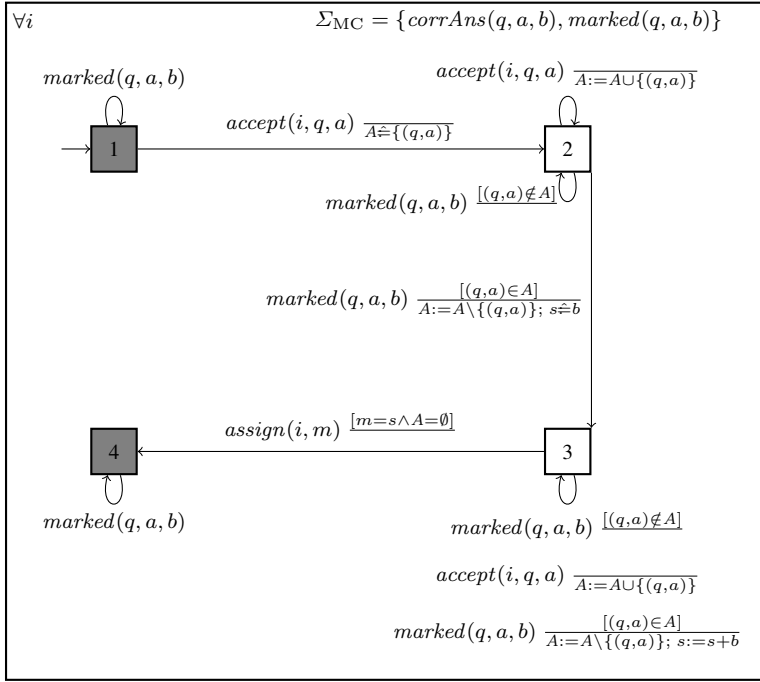 ∀i Σ_MC = {corrAns(q, a, b), marked(q, a, b)}
marked(q, a, b)
accept(i, q, a) / A:=A∪{(q,a)}
accept(i, q, a) / A:=̂{(q,a)}
1
2
marked(q, a, b) [(q,a)∉A] /
marked(q, a, b) [(q,a)∈A] / A:=A\{(q,a)}; s:=̂b
assign(i, m) [m=s∧A=∅] /
4
3
marked(q, a, b)
marked(q, a, b) [(q,a)∉A] /
accept(i, q, a) / A:=A∪{(q,a)}
marked(q, a, b) [(q,a)∈A] / A:=A\{(q,a)}; s:=s+b